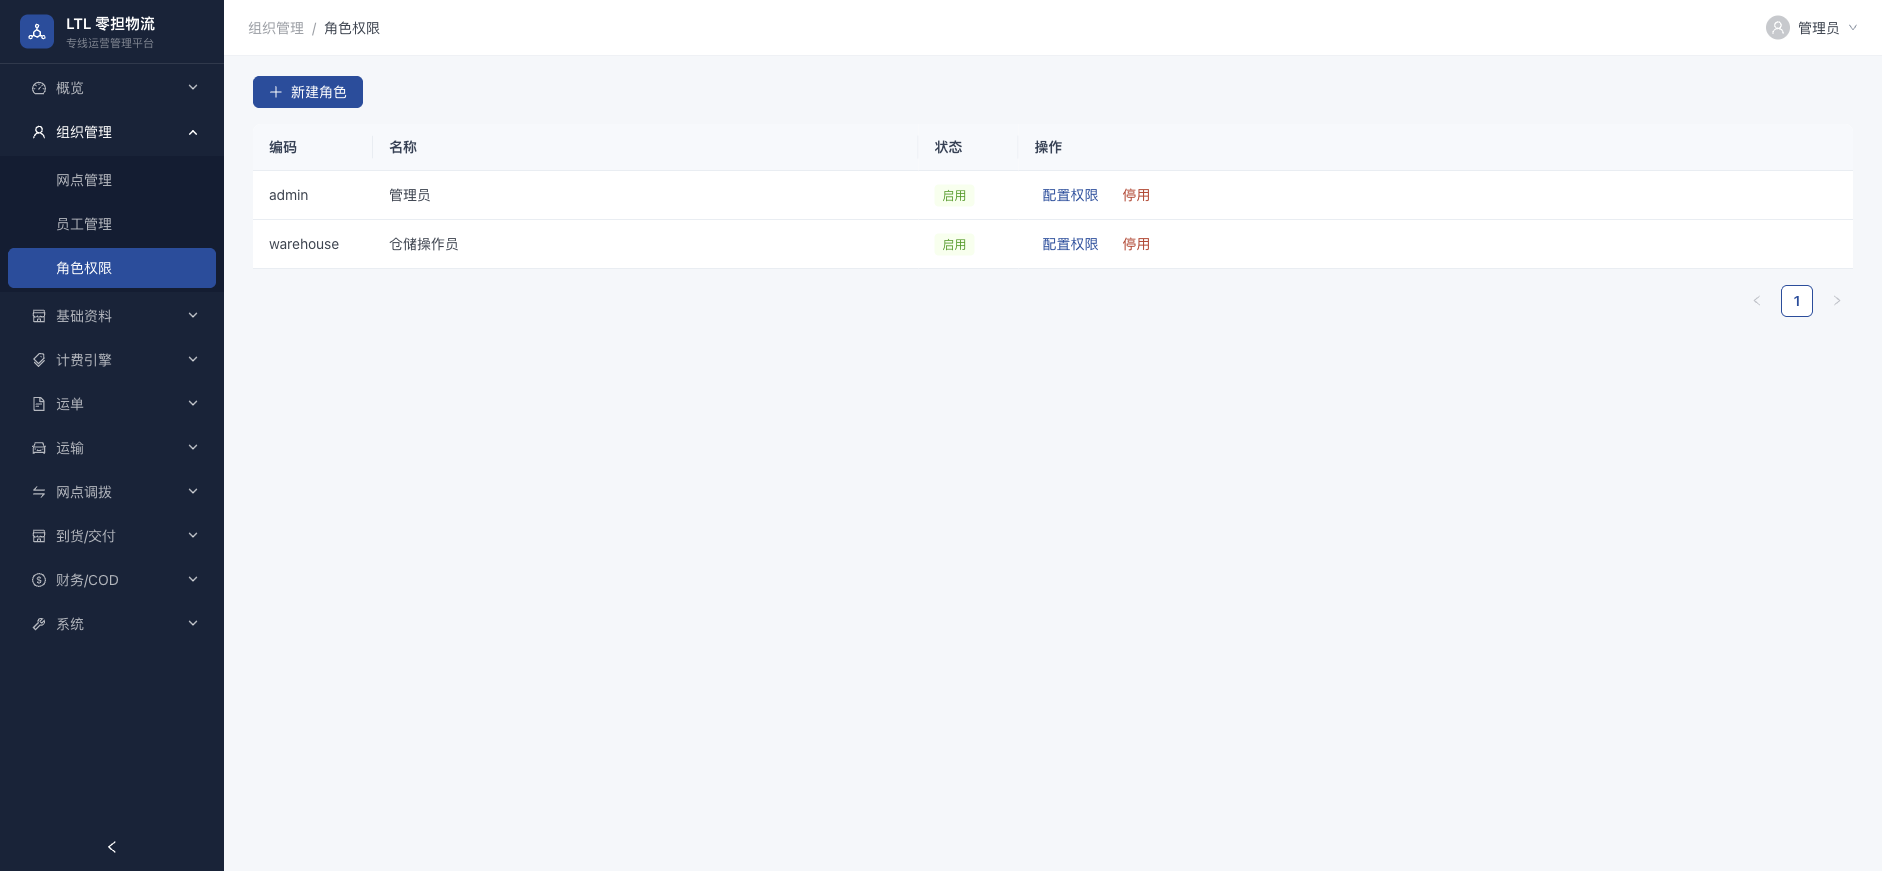 LTL 零担物流
专线运营管理平台
概览
组织管理
网点管理
员工管理
角色权限
基础资料
计费引擎
运单
运输
网点调拨
到货/交付
财务/COD
系统
组织管理 / 角色权限
管理员
新建角色
编码 名称 状态 操作
admin 管理员 启用 配置权限 停用
warehouse 仓储操作员 启用 配置权限 停用
1